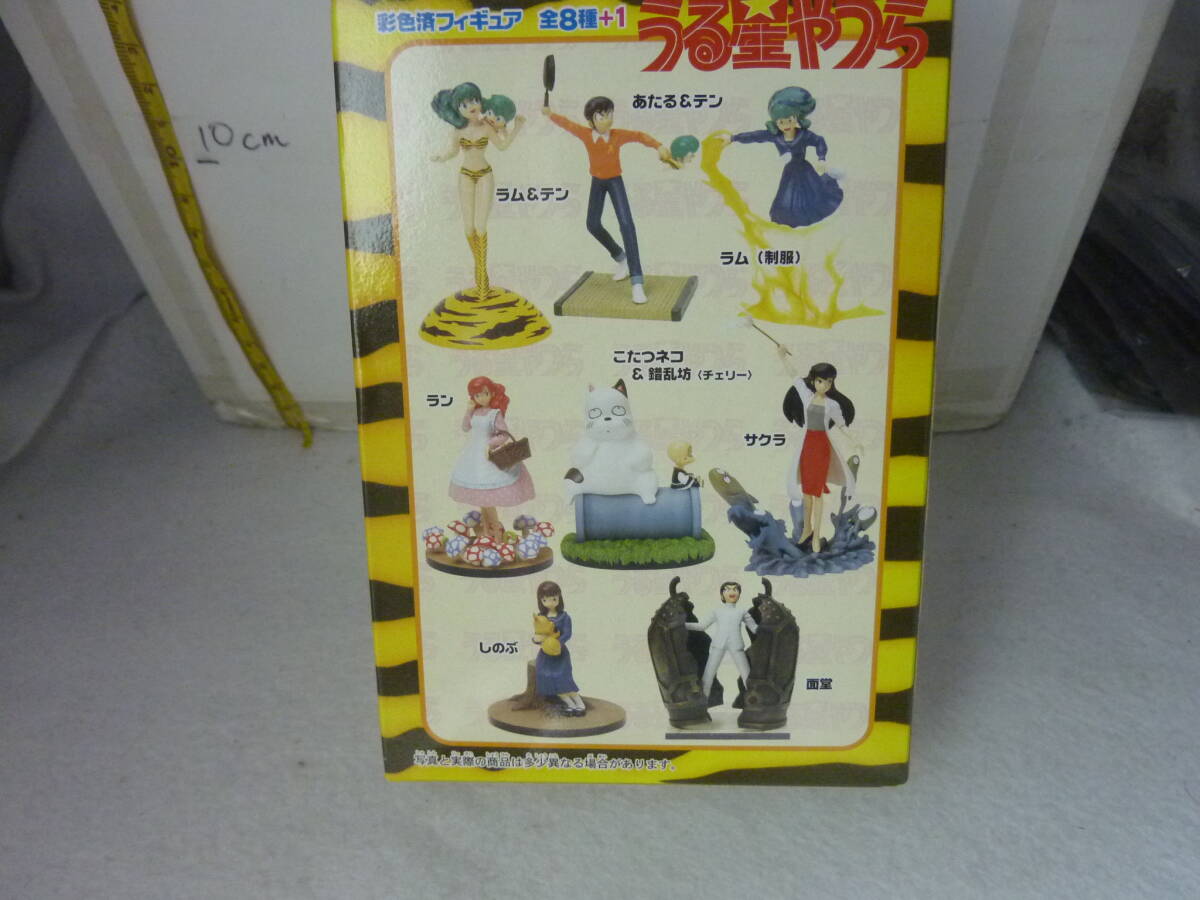 彩色済フィギュア 全8種+1
うる星やつら
10cm
あたる&テン
ラム&テン
ラム(制服)
こたつネコ
& 錯乱坊〈チェリー〉
ラン
サクラ
しのぶ
面堂
写真と実際の商品は多少異なる場合があります。